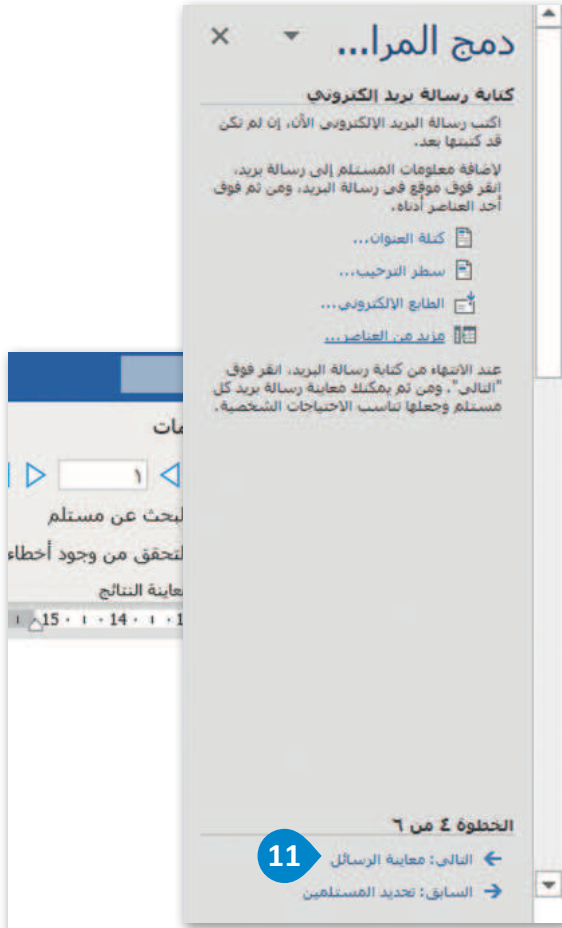 دمج المرا...
كتابة رسالة بريد إلكتروني
اكتب رسالة البريد الإلكتروني الآن، إن لم تكن
قد كتبتها بعد.
لإضافة معلومات المستلم إلى رسالة بريد،
انقر فوق موقع في رسالة البريد، ومن ثم فوق
أحد العناصر أدناه.
كتلة العنوان...
سطر الترحيب...
الطابع الإلكتروني...
مزيد من العناصر...
عند الانتهاء من كتابة رسالة البريد، انقر فوق
"التالي". ومن ثم يمكنك معاينة رسالة بريد كل
مستلم وجعلها تناسب الاحتياجات الشخصية.
١
لبحث عن مستلم
لتحقق من وجود أخطاء
عاينة النتائج
15 · ı · 14 · ı · 1
الخطوة ٤ من ٦
التالي: معاينة الرسائل
11
السابق: تحديد المستلمين